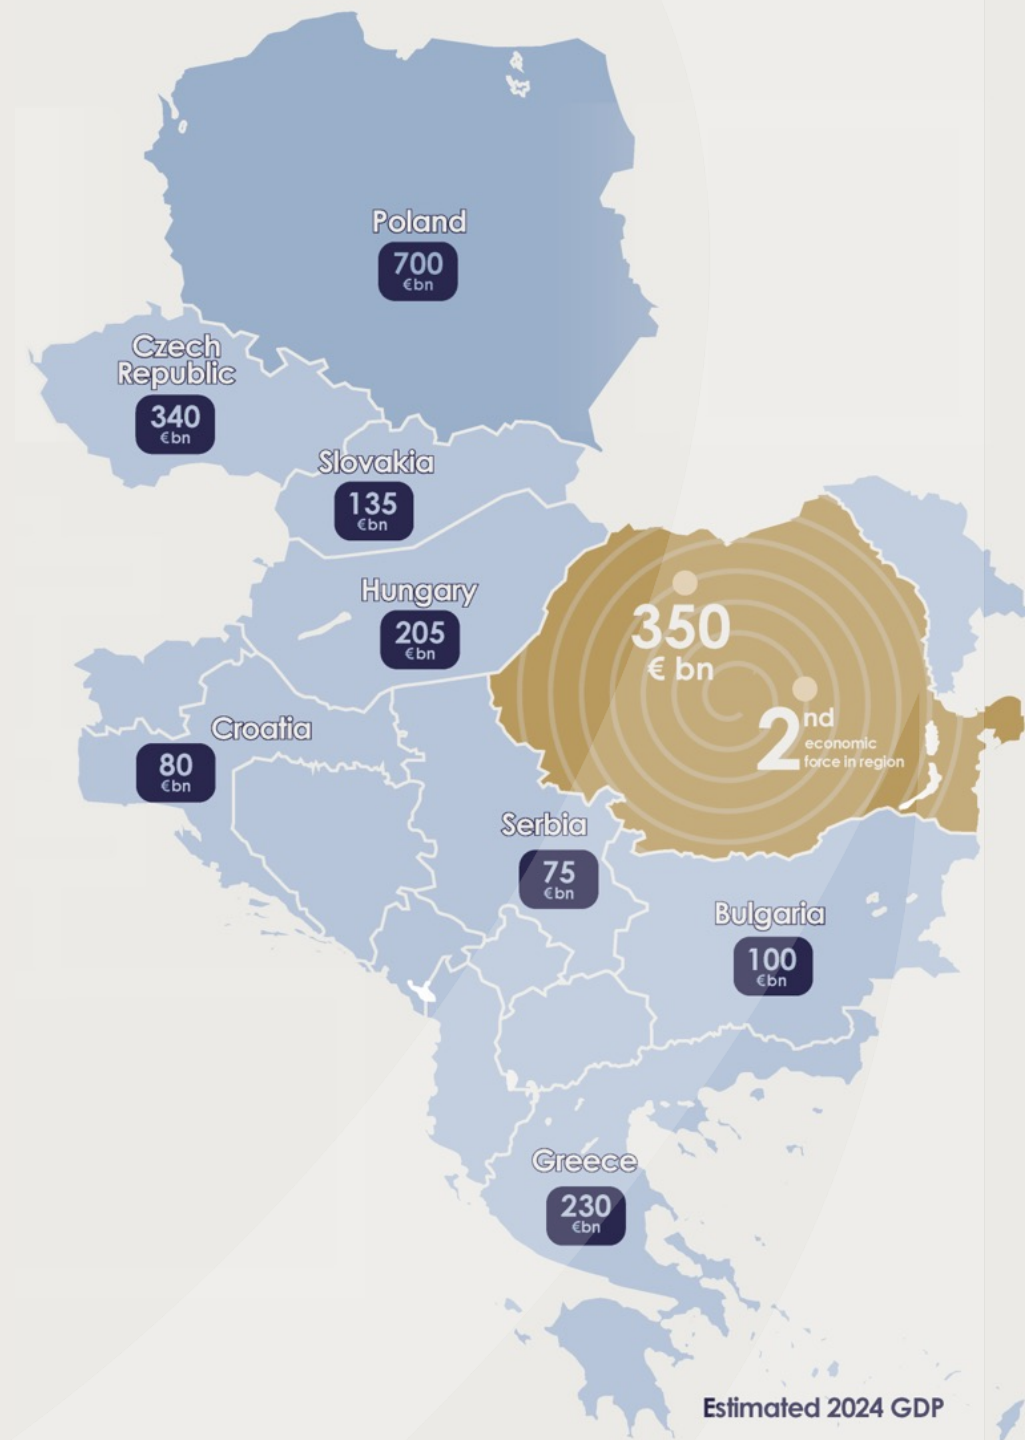 Poland
700
€bn
Czech
Republic
340
€bn
Slovakia
135
€bn
Hungary
205
€bn
350
€ bn
2nd
economic
force in region
Croatia
80
€bn
Serbia
75
€bn
Bulgaria
100
€bn
Greece
230
€bn
Estimated 2024 GDP